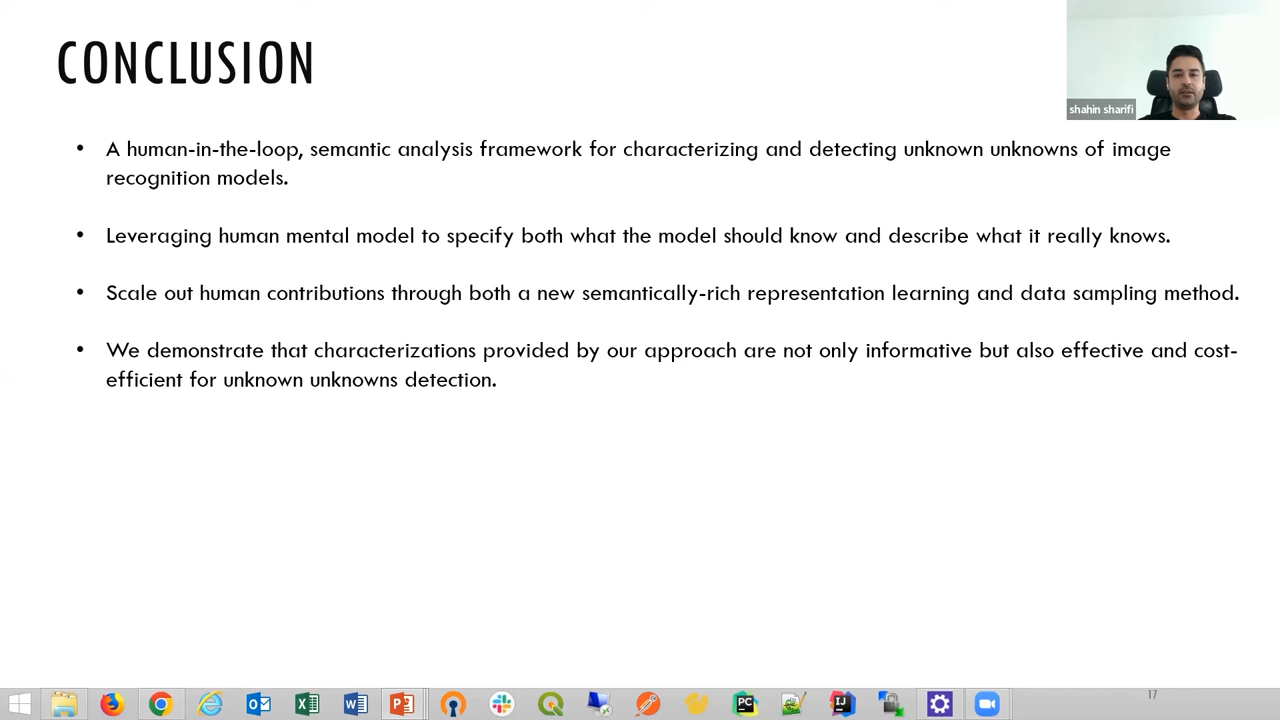 CONCLUSION
shahin sharifi
• A human-in-the-loop, semantic analysis framework for characterizing and detecting unknown unknowns of image
recognition models.
• Leveraging human mental model to specify both what the model should know and describe what it really knows.
• Scale out human contributions through both a new semantically-rich representation learning and data sampling method.
• We demonstrate that characterizations provided by our approach are not only informative but also effective and cost-
efficient for unknown unknowns detection.
17
PC
IJ